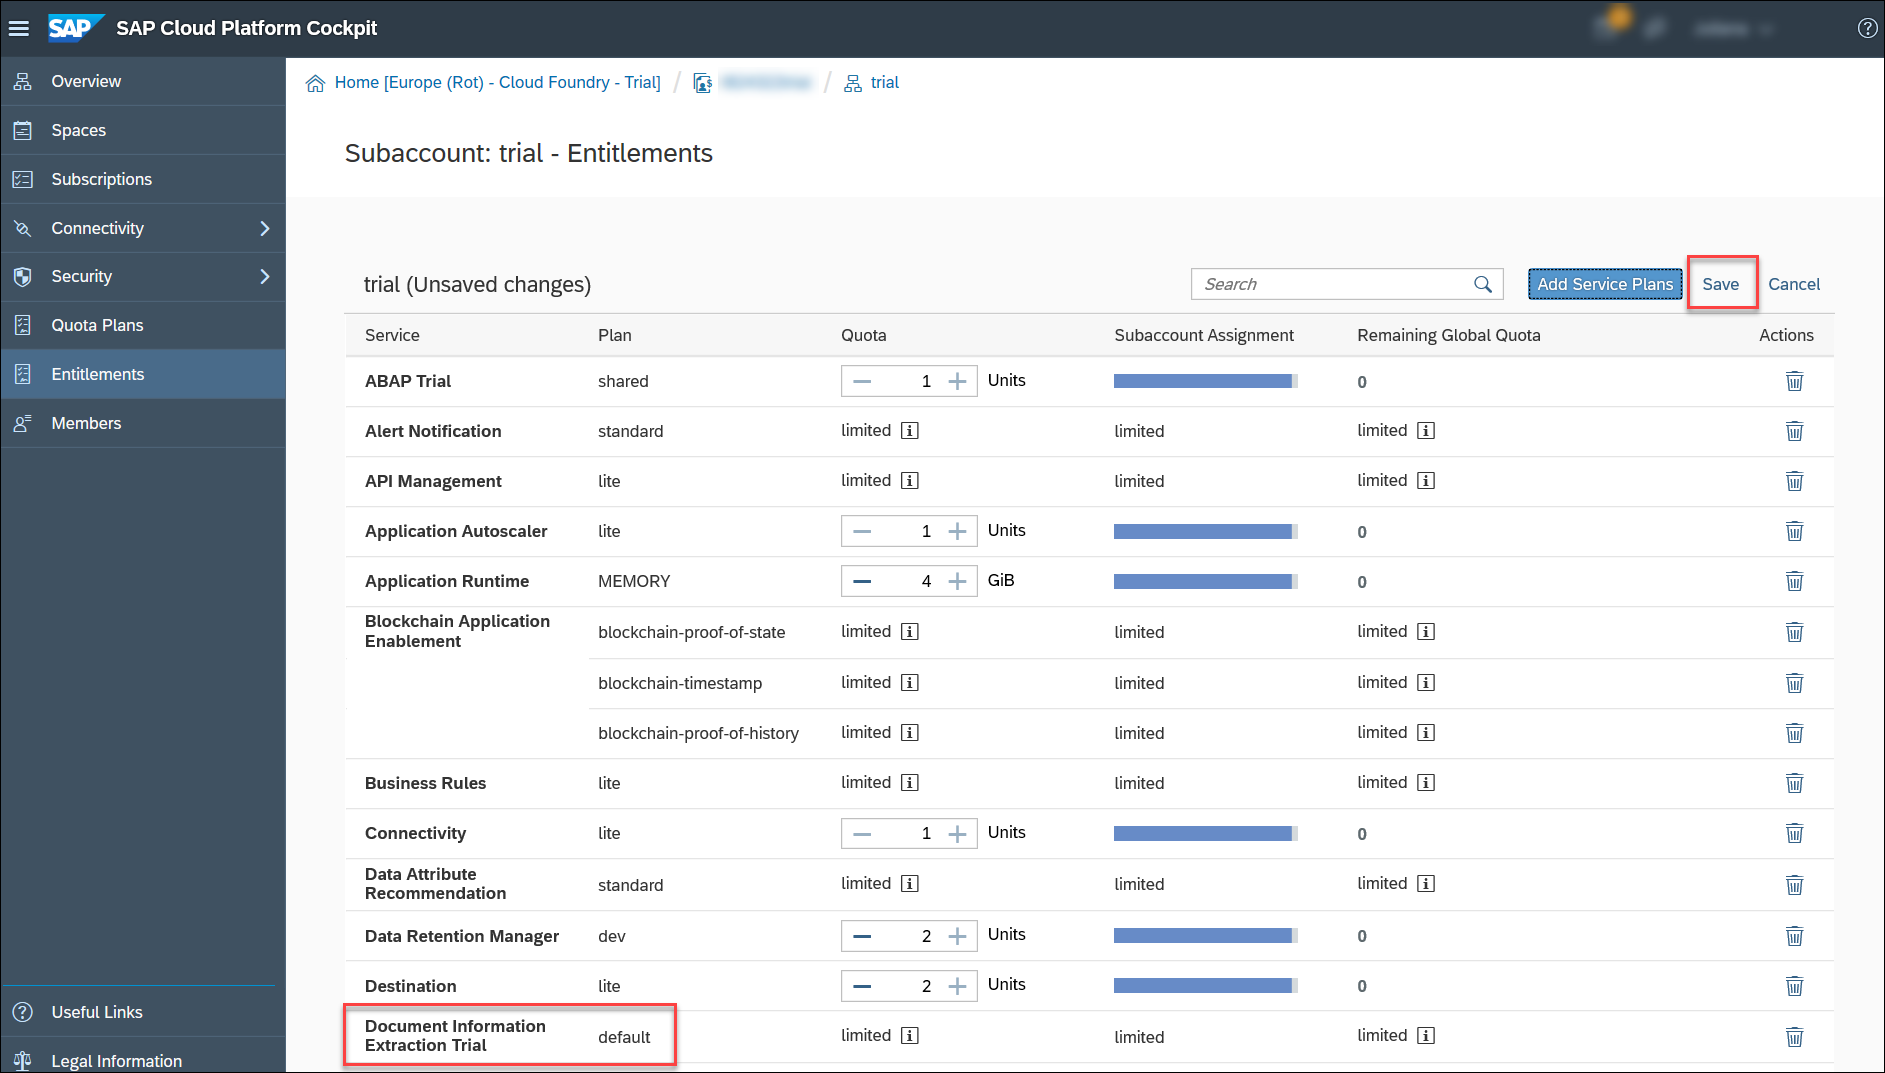 SAP SAP Cloud Platform Cockpit
Overview
Spaces
Subscriptions
Connectivity
Security
Quota Plans
Entitlements
Members
Useful Links
Legal Information
Home [Europe (Rot) - Cloud Foundry - Trial] / / trial
Subaccount: trial - Entitlements
trial (Unsaved changes) Search Add Service Plans Save Cancel
Service Plan Quota Subaccount Assignment Remaining Global Quota Actions
ABAP Trial shared 1 Units 0
Alert Notification standard limited limited limited
API Management lite limited limited limited
Application Autoscaler lite 1 Units 0
Application Runtime MEMORY 4 GiB 0
Blockchain Application
Enablement blockchain-proof-of-state limited limited limited
blockchain-timestamp limited limited limited
blockchain-proof-of-history limited limited limited
Business Rules lite limited limited limited
Connectivity lite 1 Units 0
Data Attribute
Recommendation standard limited limited limited
Data Retention Manager dev 2 Units 0
Destination lite 2 Units 0
Document Information
Extraction Trial default limited limited limited